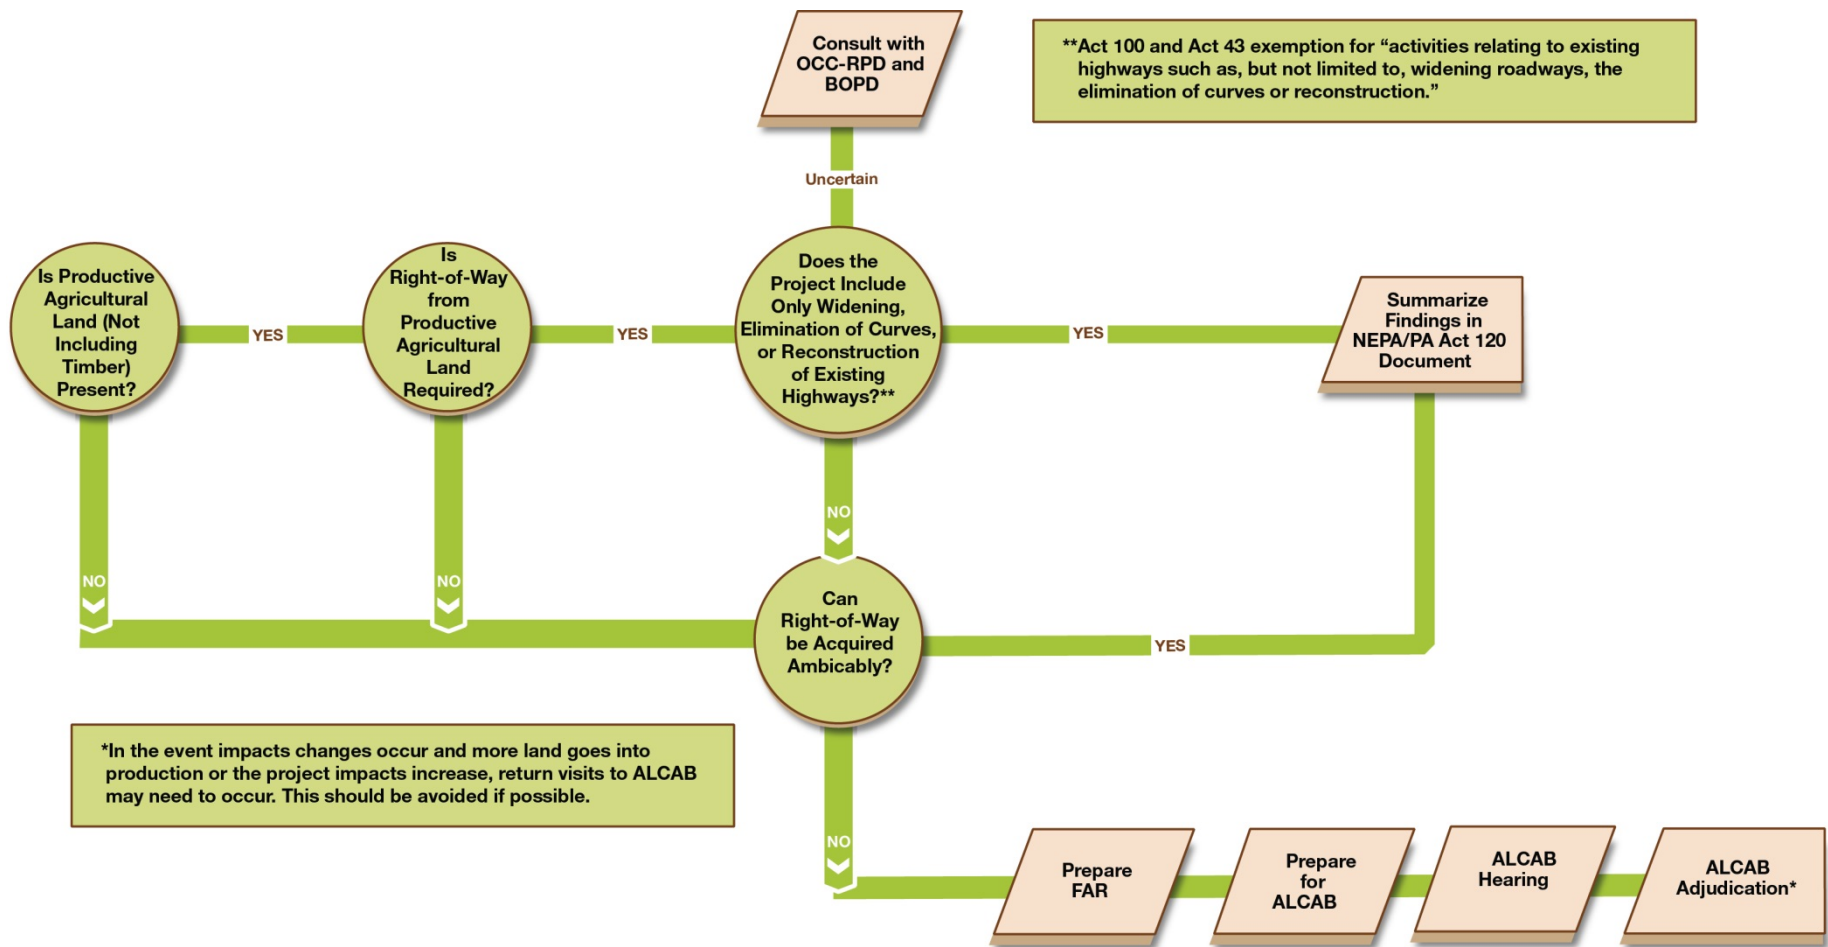 Consult with
OCC-RPD and
BOPD
**Act 100 and Act 43 exemption for “activities relating to existing
highways such as, but not limited to, widening roadways, the
elimination of curves or reconstruction.”
Uncertain
Is Productive
Agricultural
Land (Not
Including
Timber)
Present?
YES
Is
Right-of-Way
from
Productive
Agricultural
Land
Required?
YES
Does the
Project Include
Only Widening,
Elimination of Curves,
or Reconstruction
of Existing
Highways?**
YES
Summarize
Findings in
NEPA/PA Act 120
Document
NO
NO
NO
Can
Right-of-Way
be Acquired
Ambicably?
YES
*In the event impacts changes occur and more land goes into
production or the project impacts increase, return visits to ALCAB
may need to occur. This should be avoided if possible.
NO
Prepare
FAR
Prepare
for
ALCAB
ALCAB
Hearing
ALCAB
Adjudication*